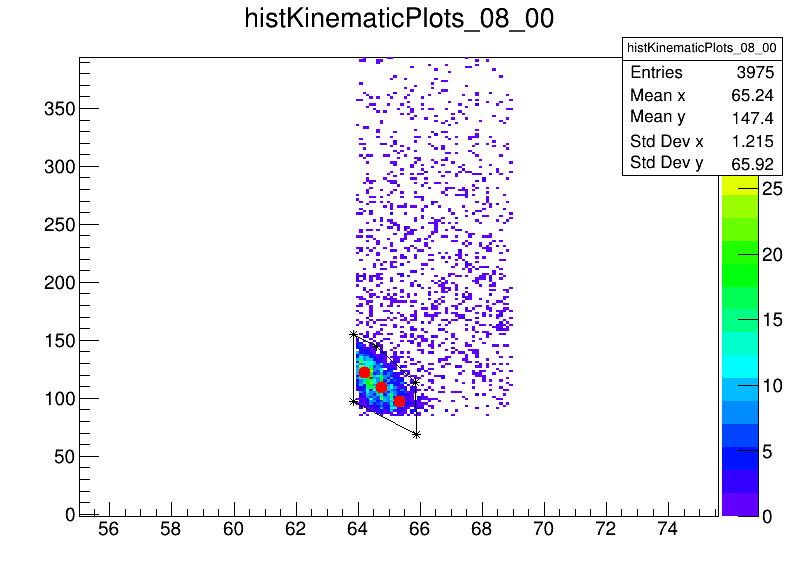 histKinematicPlots_08_00
histKinematicPlots_08_00
Entries 3975
Mean x 65.24
Mean y 147.4
Std Dev x 1.215
Std Dev y 65.92
350
300
250
200
150
100
50
0
25
20
15
10
5
0
56 58 60 62 64 66 68 70 72 74